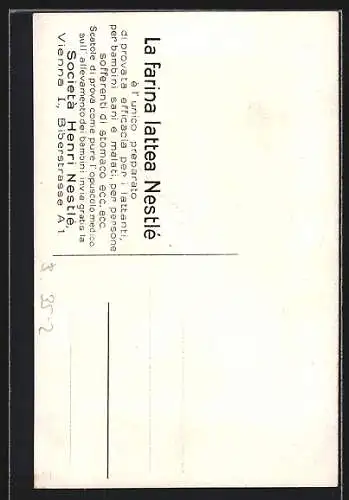 La farina lattea Nestlé
è l'unico preparato
di provata efficacia per i lattanti,
per bambini sani e malati, per persone
sofferenti di stomaco ecc. ecc.
Scatole di prova come pure l'opuscolo medico
sull'allevamento dei bambini invia gratis la
Società Henri Nestlé,
Vienna I., Biberstrasse A 1